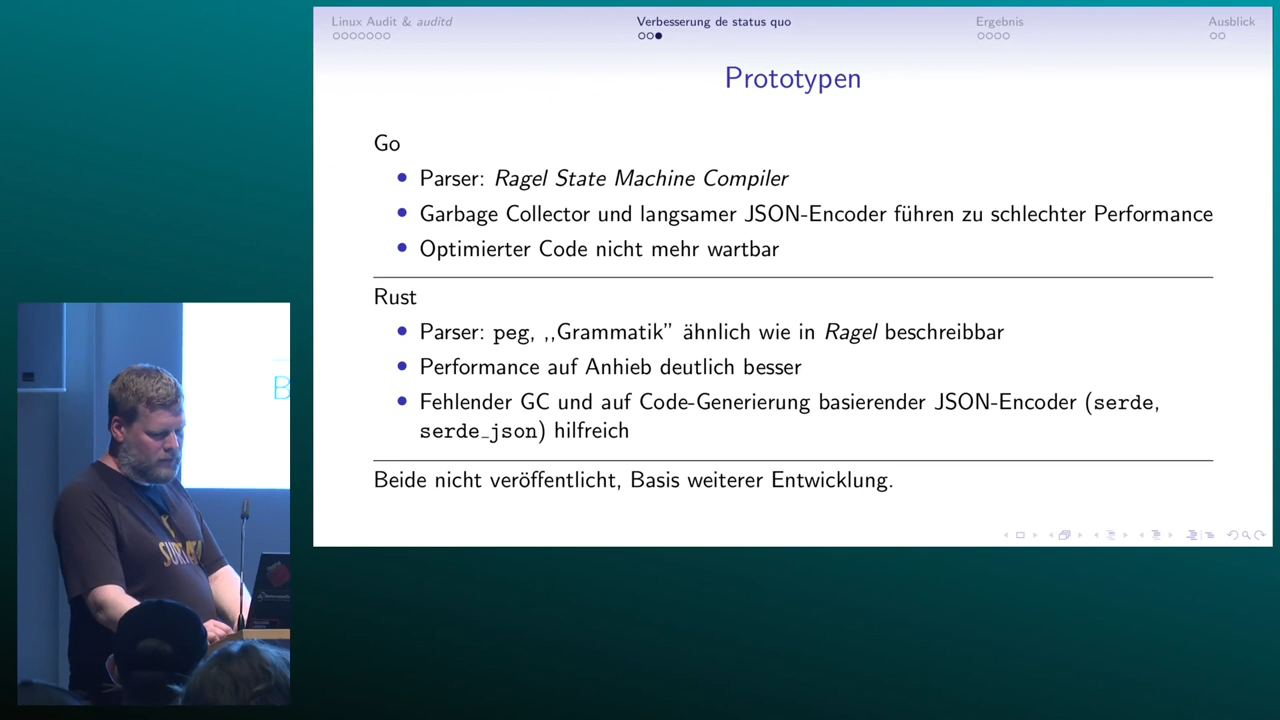 Linux Audit & auditd
Verbesserung de status quo
Ergebnis
Ausblick
Prototypen
Go
Parser: Ragel State Machine Compiler
Garbage Collector und langsamer JSON-Encoder führen zu schlechter Performance
Optimierter Code nicht mehr wartbar
Rust
Parser: peg, ,,Grammatik” ähnlich wie in Ragel beschreibbar
Performance auf Anhieb deutlich besser
Fehlender GC und auf Code-Generierung basierender JSON-Encoder (serde,
serde_json) hilfreich
Beide nicht veröffentlicht, Basis weiterer Entwicklung.
B